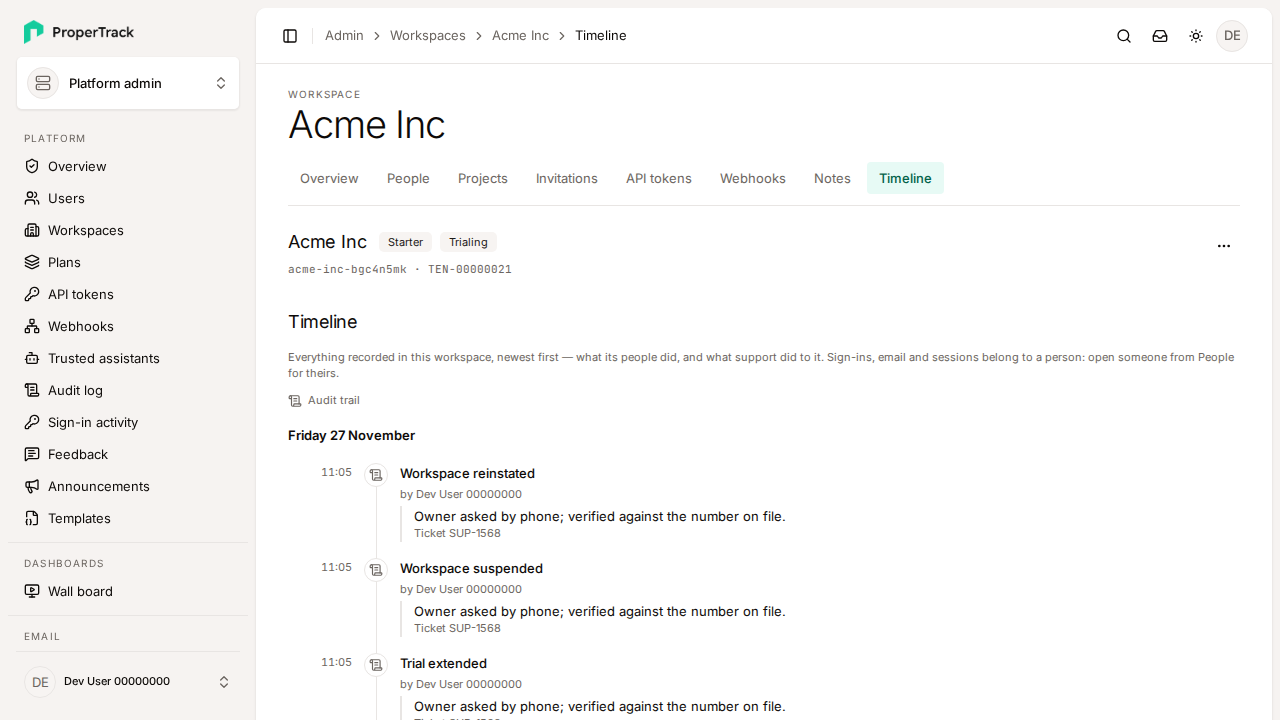 ProperTrack
Platform admin
PLATFORM
Overview
Users
Workspaces
Plans
API tokens
Webhooks
Trusted assistants
Audit log
Sign-in activity
Feedback
Announcements
Templates
DASHBOARDS
Wall board
EMAIL
DE Dev User 00000000
Admin > Workspaces > Acme Inc > Timeline
DE
WORKSPACE
Acme Inc
Overview People Projects Invitations API tokens Webhooks Notes Timeline
Acme Inc Starter Trialing
acme-inc-bgc4n5mk · TEN-00000021
Timeline
Everything recorded in this workspace, newest first — what its people did, and what support did to it. Sign-ins, email and sessions belong to a person: open someone from People
for theirs.
Audit trail
Friday 27 November
11:05 Workspace reinstated
by Dev User 00000000
Owner asked by phone; verified against the number on file.
Ticket SUP-1568
11:05 Workspace suspended
by Dev User 00000000
Owner asked by phone; verified against the number on file.
Ticket SUP-1568
11:05 Trial extended
by Dev User 00000000
Owner asked by phone; verified against the number on file.